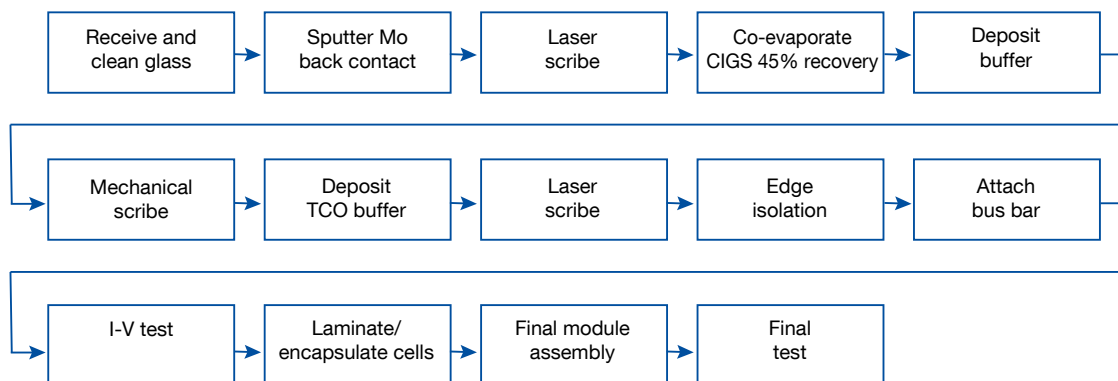 Receive and
clean glass
Sputter Mo
back contact
Laser
scribe
Co-evaporate
CIGS 45% recovery
Deposit
buffer
Mechanical
scribe
Deposit
TCO buffer
Laser
scribe
Edge
isolation
Attach
bus bar
I-V test
Laminate/
encapsulate cells
Final module
assembly
Final
test